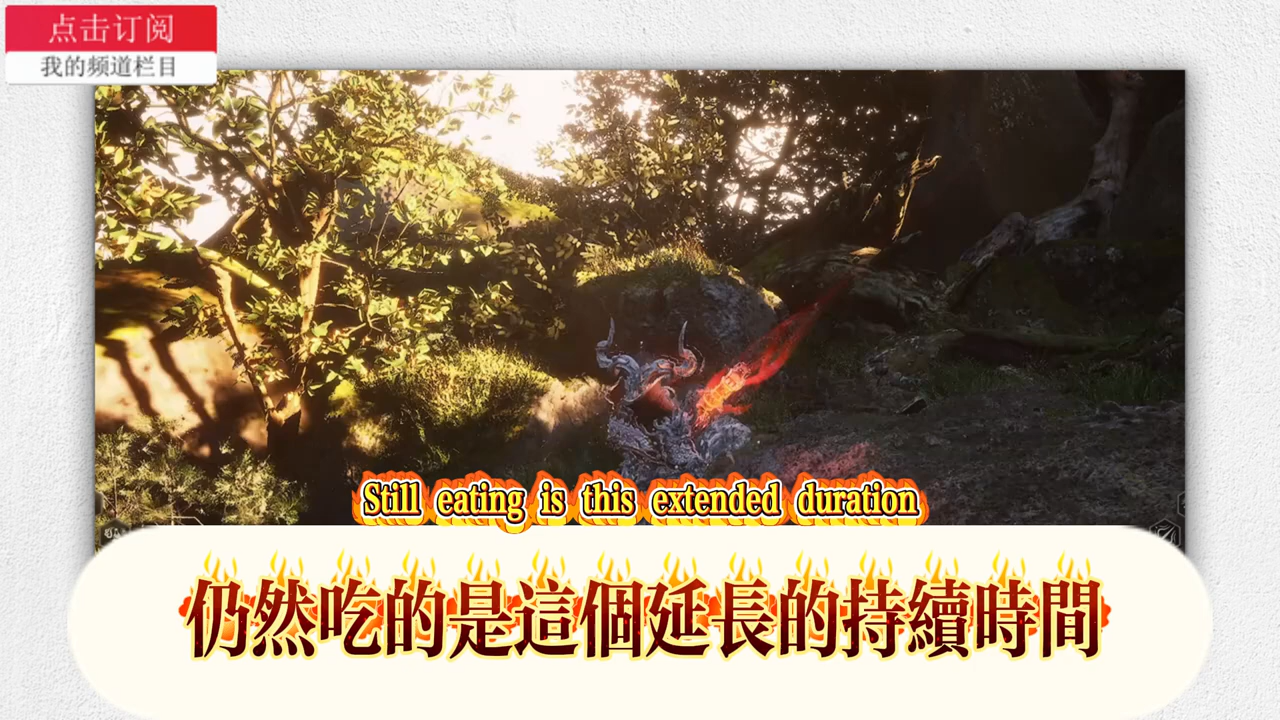 点击订阅
我的频道栏目
Still eating is this extended duration
仍然吃的是這個延長的持續時間